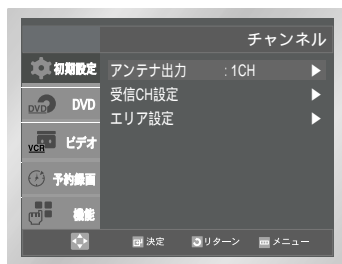 チャンネル
初期設定
アンテナ出力 : 1CH ▶
受信CH設定 ▶
エリア設定 ▶
DVD DVD
VCR ビデオ
予約録画
機能
決定 リターン メニュー